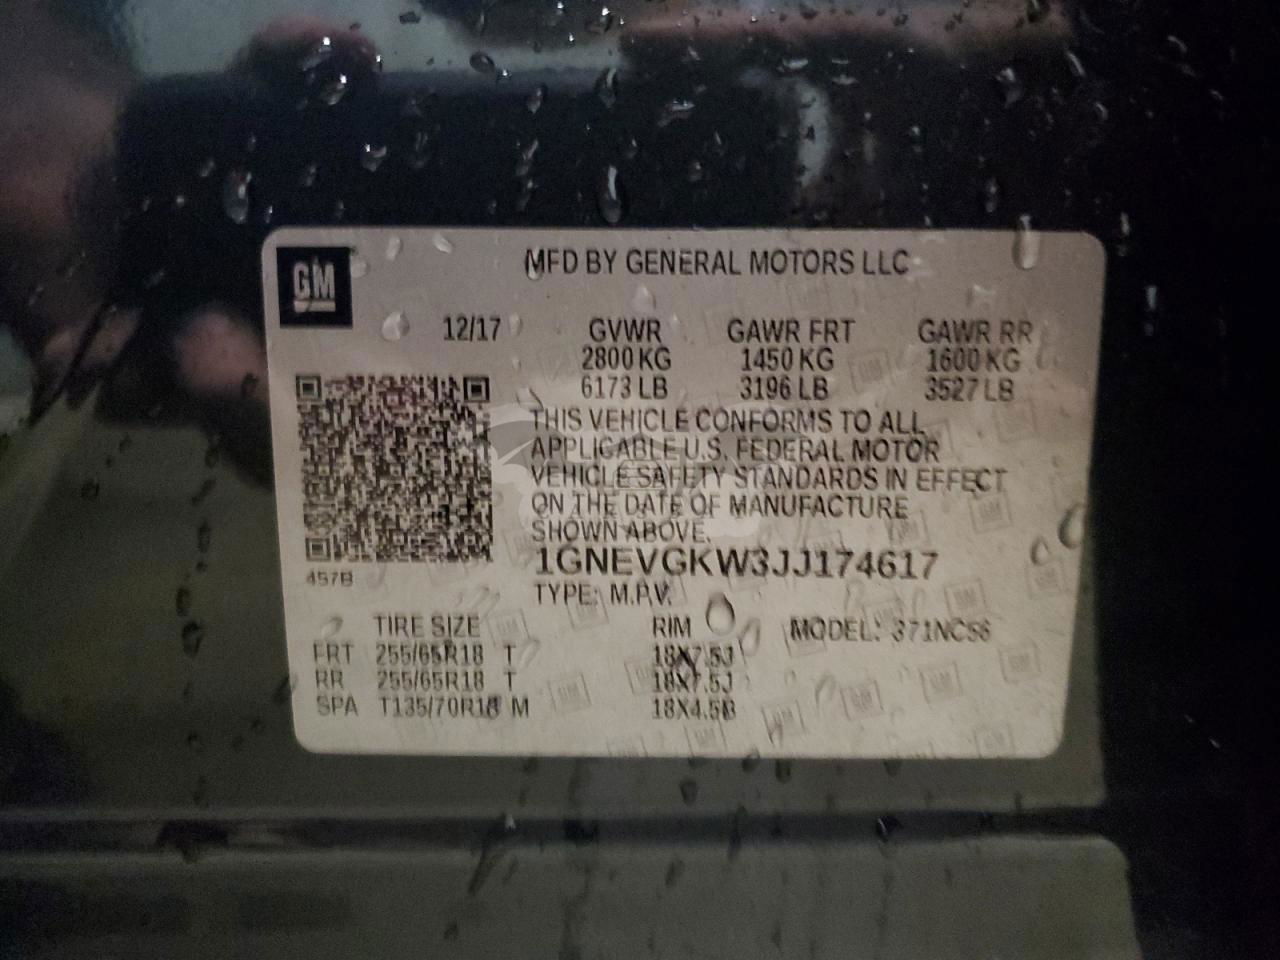 GM
MFD BY GENERAL MOTORS LLC
12/17 GVWR GAWR FRT GAWR RR
2800 KG 1450 KG 1600 KG
6173 LB 3196 LB 3527 LB
THIS VEHICLE CONFORMS TO ALL
APPLICABLE U.S. FEDERAL MOTOR
VEHICLE SAFETY STANDARDS IN EFFECT
ON THE DATE OF MANUFACTURE
SHOWN ABOVE.
1GNEVGKW3JJ174617
457B
TYPE: M.P.V.
TIRE SIZE RIM MODEL: 371NC56
FRT 255/65R18 T 18X7.5J
RR 255/65R18 T 18X7.5J
SPA T135/70R18 M 18X4.5B